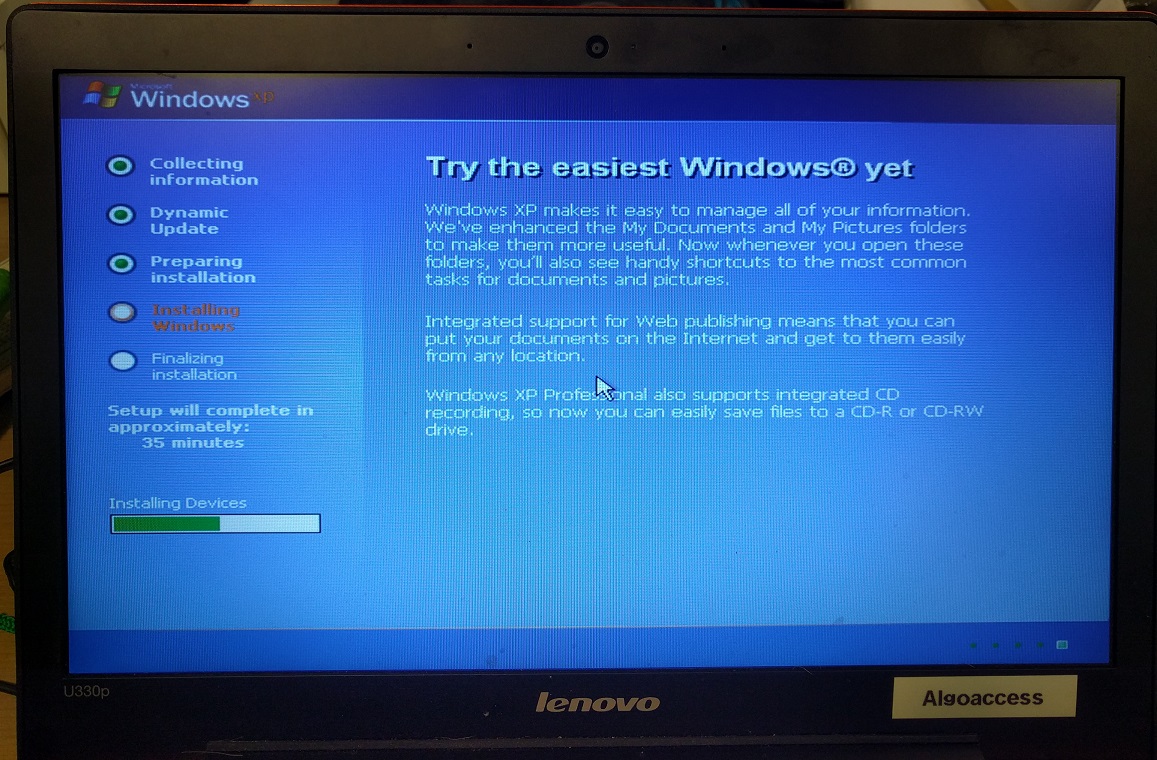 Microsoft
Windows xp
Collecting
information
Dynamic
Update
Preparing
installation
Installing
Windows
Finalizing
installation
Setup will complete in
approximately:
35 minutes
Installing Devices
Try the easiest Windows® yet
Windows XP makes it easy to manage all of your information.
We've enhanced the My Documents and My Pictures folders
to make them more useful. Now whenever you open these
folders, you'll also see handy shortcuts to the most common
tasks for documents and pictures.
Integrated support for Web publishing means that you can
put your documents on the Internet and get to them easily
from any location.
Windows XP Professional also supports integrated CD
recording, so now you can easily save files to a CD-R or CD-RW
drive.
U330p
lenovo
Algoaccess